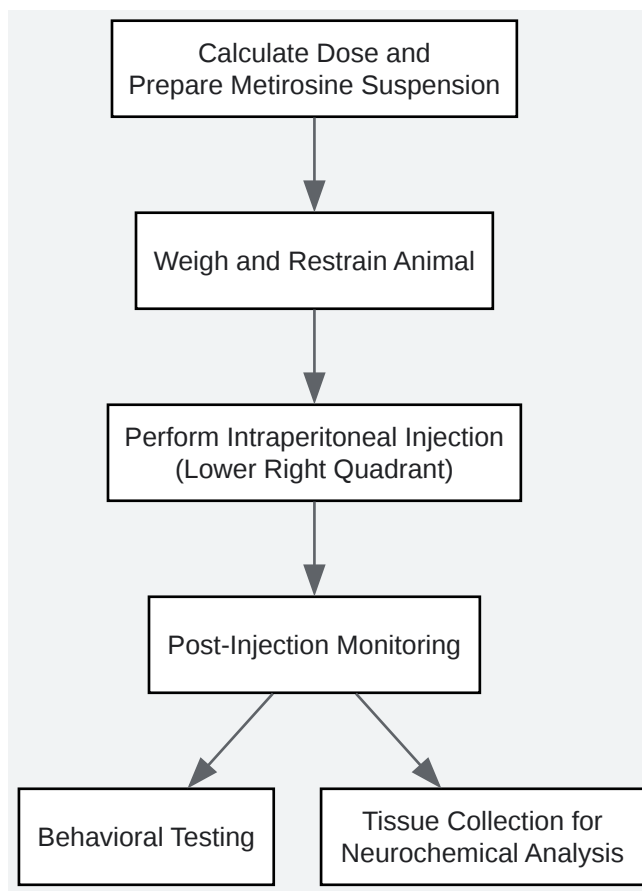 Calculate Dose and
Prepare Metirosine Suspension
Weigh and Restrain Animal
Perform Intraperitoneal Injection
(Lower Right Quadrant)
Post-Injection Monitoring
Behavioral Testing
Tissue Collection for
Neurochemical Analysis